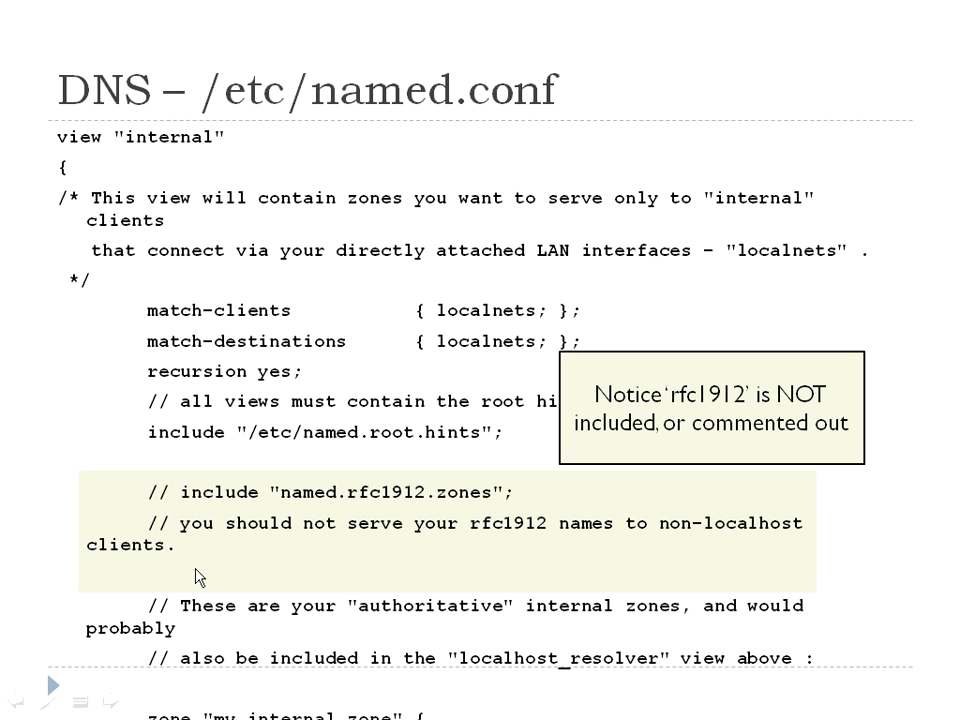 DNS – /etc/named.conf
view "internal"
{
/* This view will contain zones you want to serve only to "internal"
clients
that connect via your directly attached LAN interfaces – "localnets" .
*/
match-clients { localnets; };
match-destinations { localnets; };
recursion yes;
// all views must contain the root hi
Notice 'rfc1912' is NOT
included, or commented out
include "/etc/named.root.hints";
// include "named.rfc1912.zones";
// you should not serve your rfc1912 names to non-localhost
clients.
// These are your "authoritative" internal zones, and would
probably
// also be included in the "localhost_resolver" view above :
zone "my.internal.zone" {